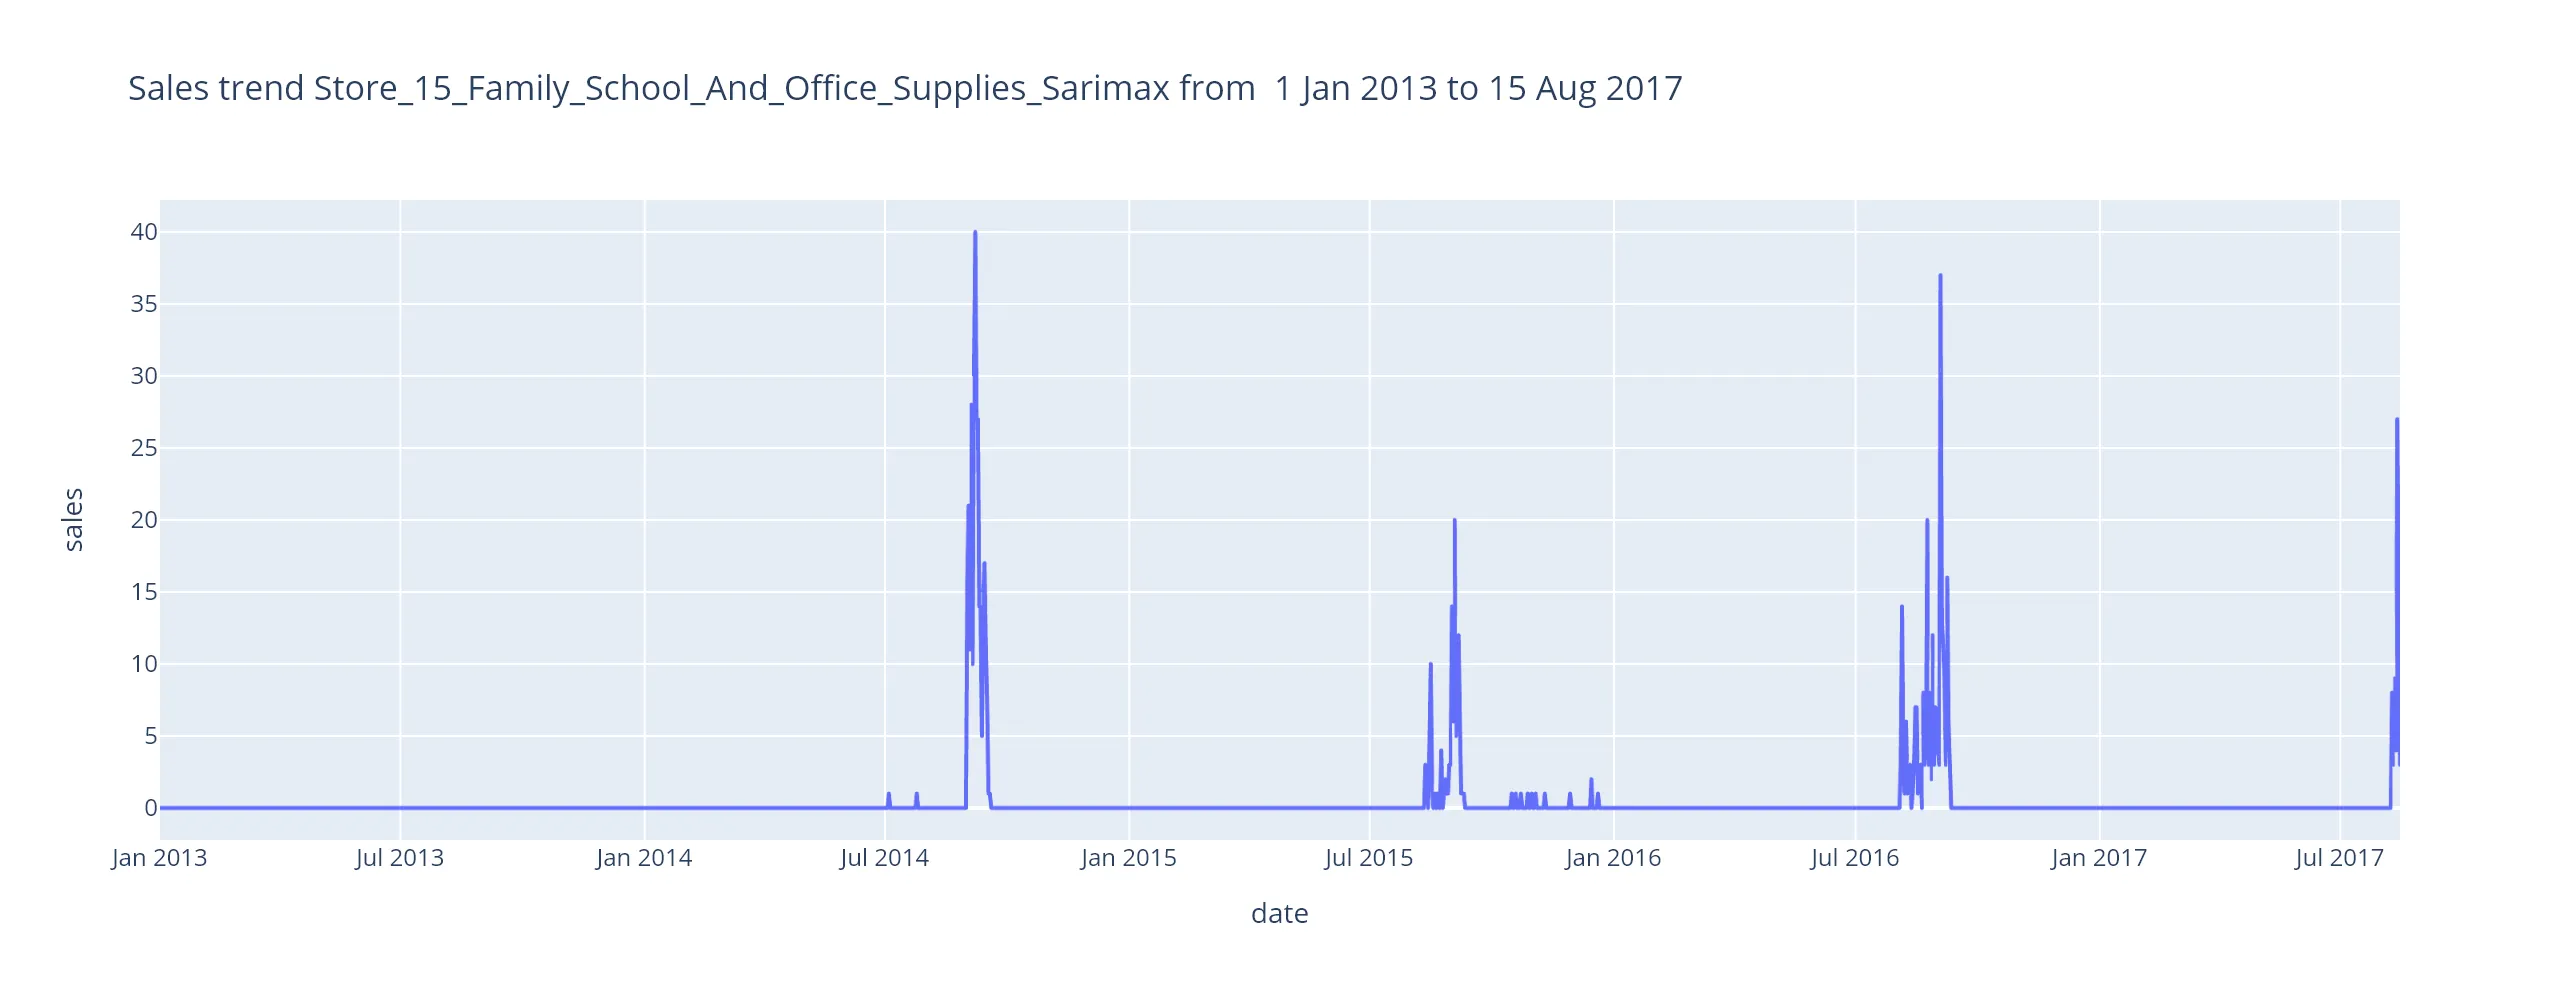 Sales trend Store_15_Family_School_And_Office_Supplies_Sarimax from  1 Jan 2013 to 15 Aug 2017
40
35
30
25
20
15
10
5
0
sales
Jan 2013 Jul 2013 Jan 2014 Jul 2014 Jan 2015 Jul 2015 Jan 2016 Jul 2016 Jan 2017 Jul 2017
date